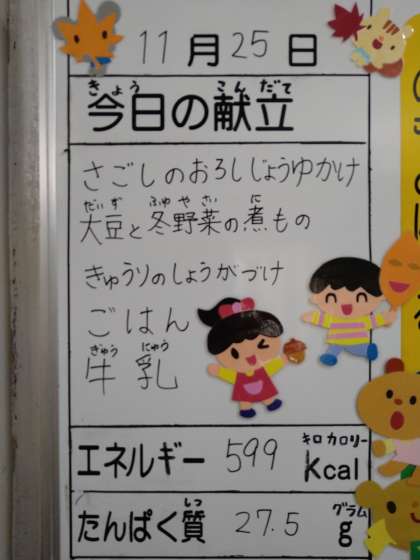 11月25日
きょう こんだて
今日の献立
さごしのおろしじょうゆかけ
だいず ふゆ や さい に
大豆と冬野菜の煮もの
きゅうりのしょうがづけ
ごはん
ぎゅう にゅう
牛乳
キロカロリー
エネルギー 599 kcal
しつ グラム
たんぱく質 27.5 g